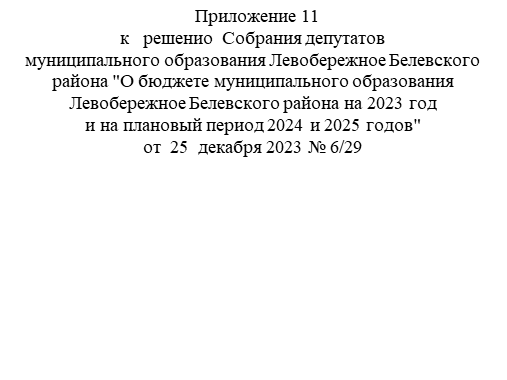 Приложение 11
к решенио Собрания депутатов
муниципального образования Левобережное Белевского
района "О бюджете муниципального образования
Левобережное Белевского района на 2023 год
и на плановый период 2024 и 2025 годов"
от 25 декабря 2023 № 6/29